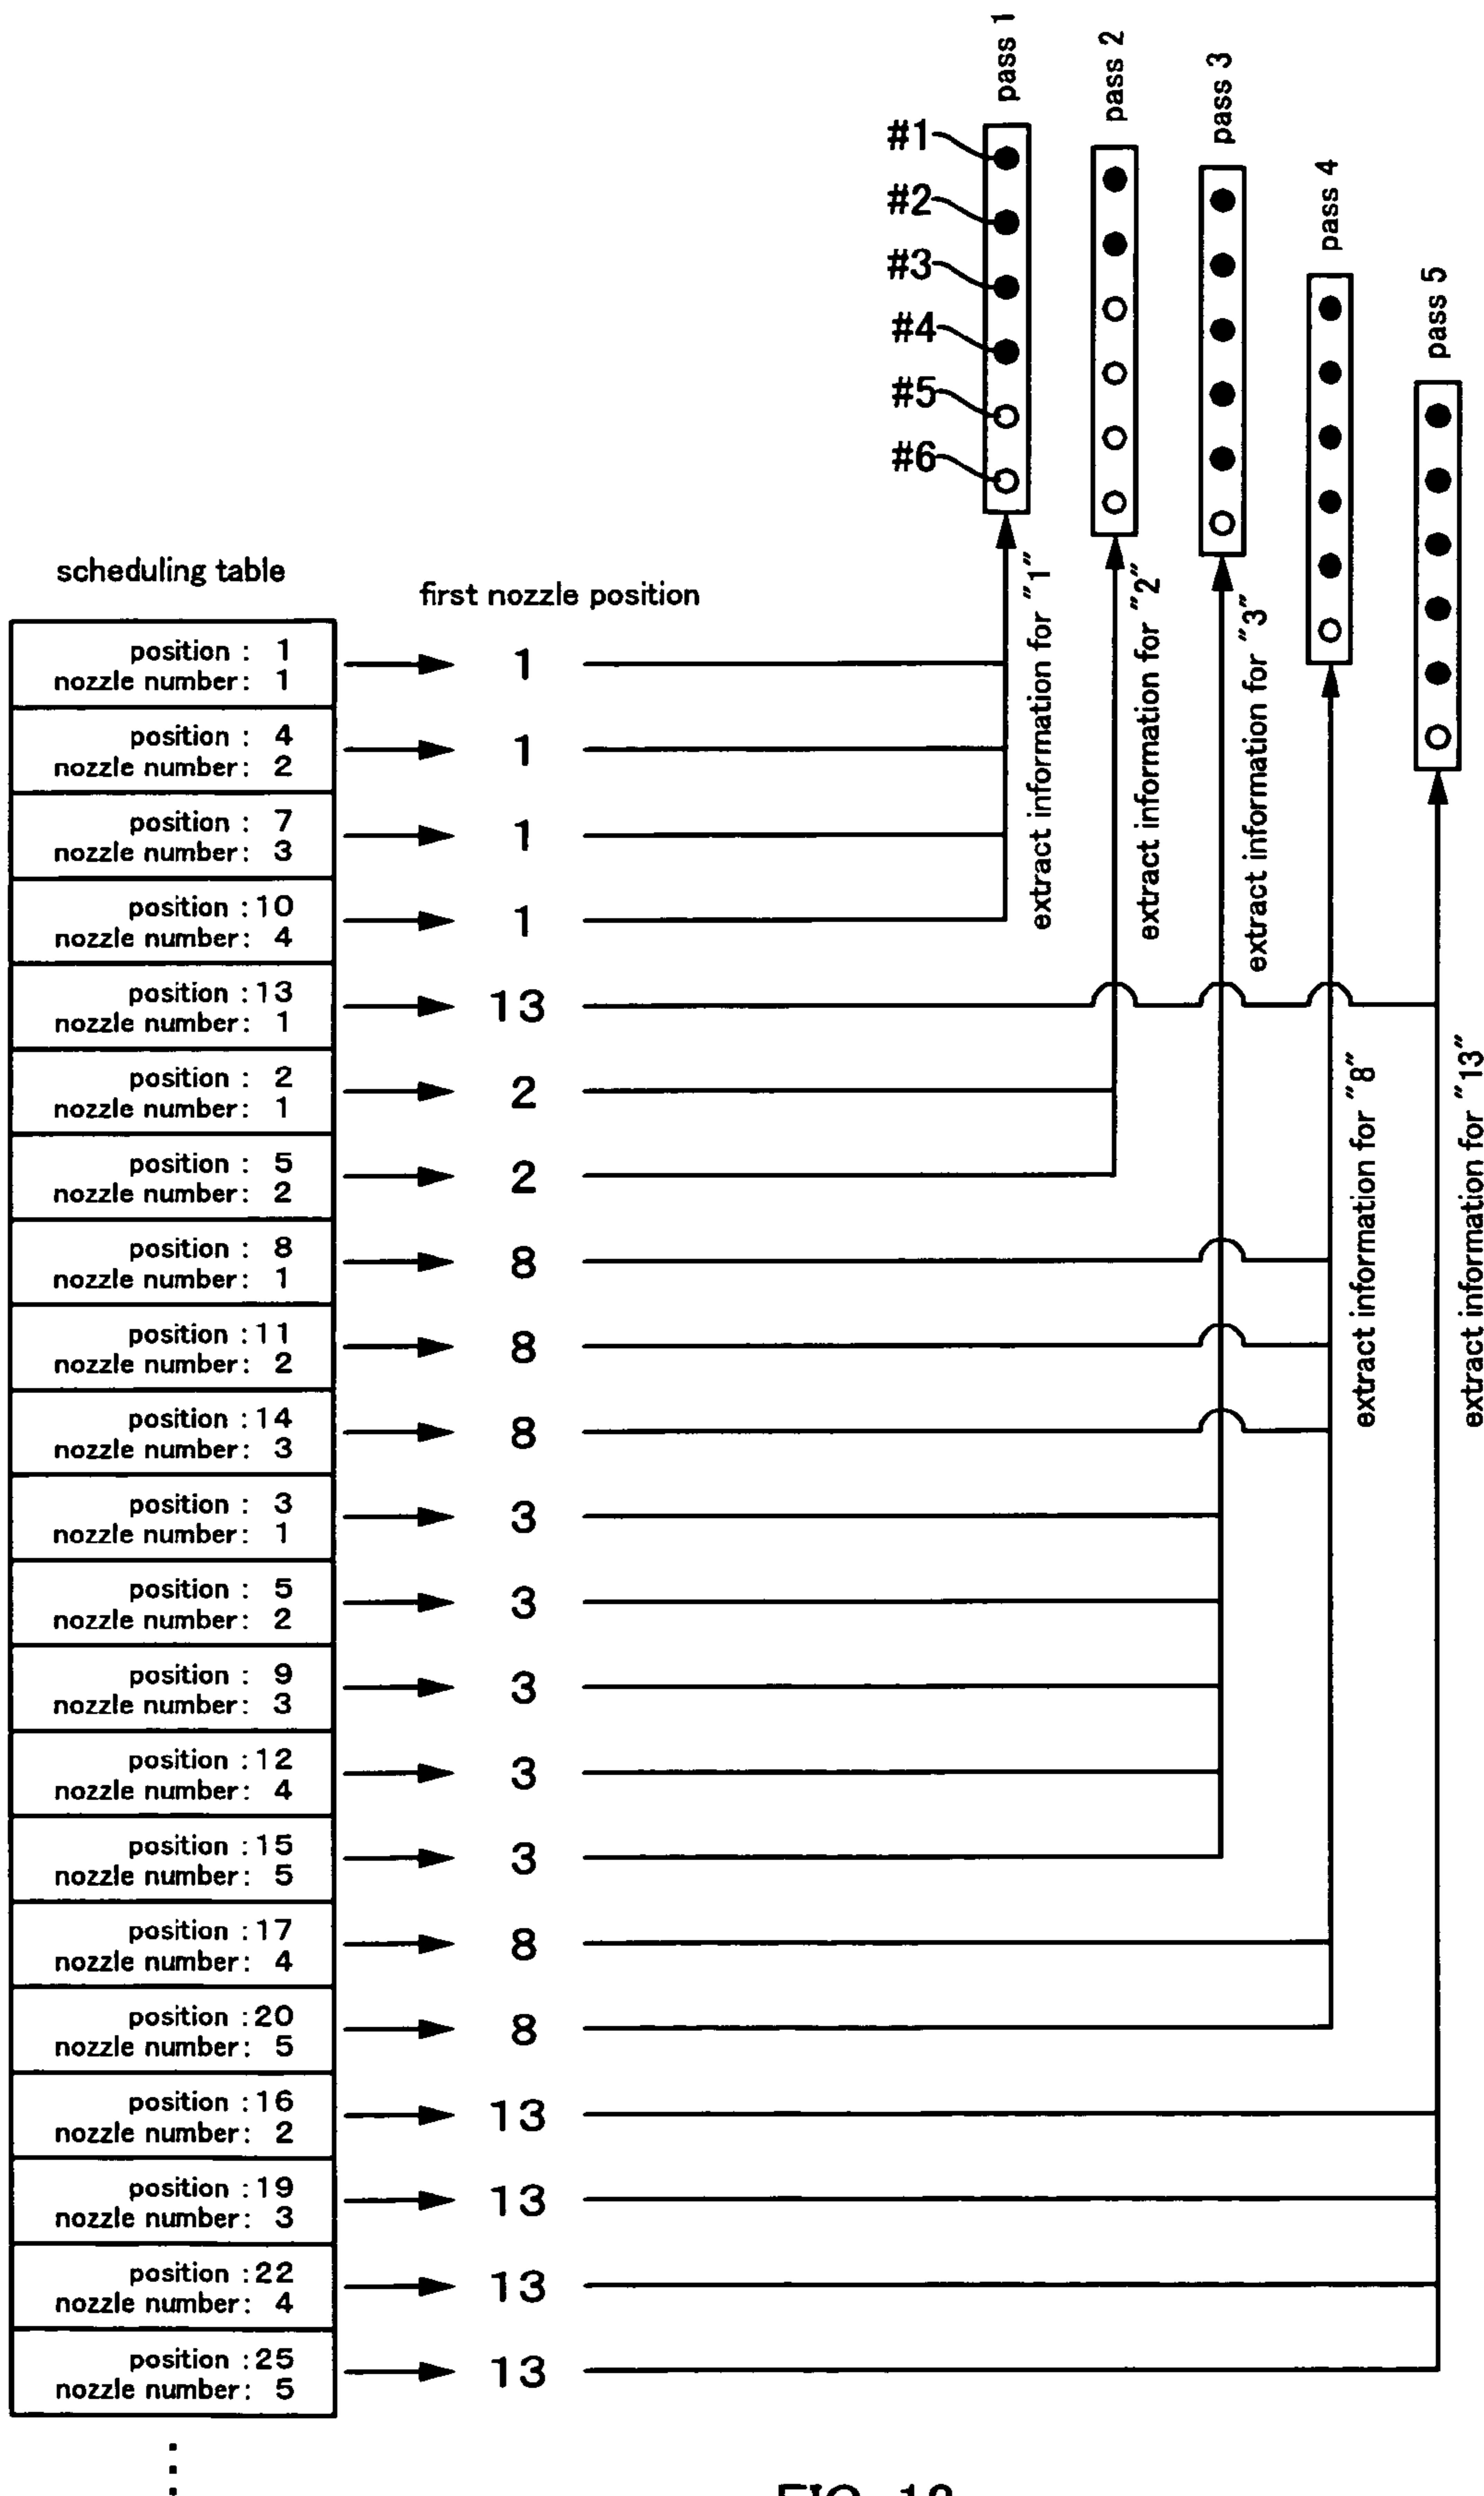 pass 1
pass 2
pass 3
pass 4
pass 5
#1
#2
#3
#4
#5
#6
scheduling table
first nozzle position
extract information for "1"
extract information for "2"
extract information for "3"
extract information for "8"
extract information for "13"
position : 1
nozzle number: 1
1
position : 4
nozzle number: 2
1
position : 7
nozzle number: 3
1
position :10
nozzle number: 4
1
position :13
nozzle number: 1
13
position : 2
nozzle number: 1
2
position : 5
nozzle number: 2
2
position : 8
nozzle number: 1
8
position :11
nozzle number: 2
8
position :14
nozzle number: 3
8
position : 3
nozzle number: 1
3
position : 5
nozzle number: 2
3
position : 9
nozzle number: 3
3
position :12
nozzle number: 4
3
position :15
nozzle number: 5
3
position :17
nozzle number: 4
8
position :20
nozzle number: 5
8
position :16
nozzle number: 2
13
position :19
nozzle number: 3
13
position :22
nozzle number: 4
13
position :25
nozzle number: 5
13